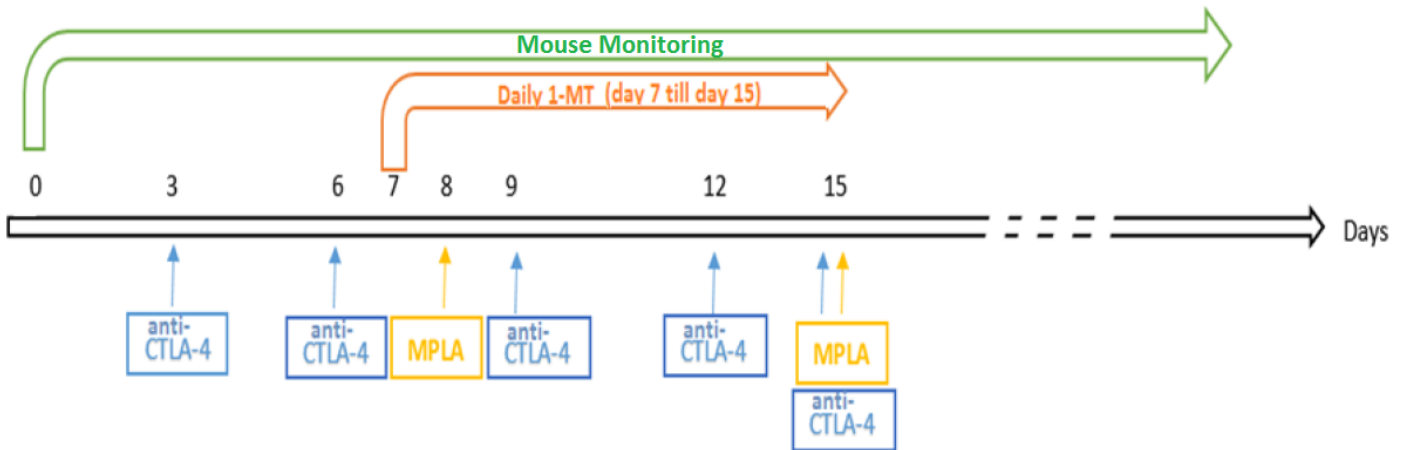 Mouse Monitoring
Daily 1-MT (day 7 till day 15)
0 3 6 7 8 9 12 15
Days
anti-
CTLA-4
anti-
CTLA-4
MPLA
anti-
CTLA-4
anti-
CTLA-4
MPLA
anti-
CTLA-4